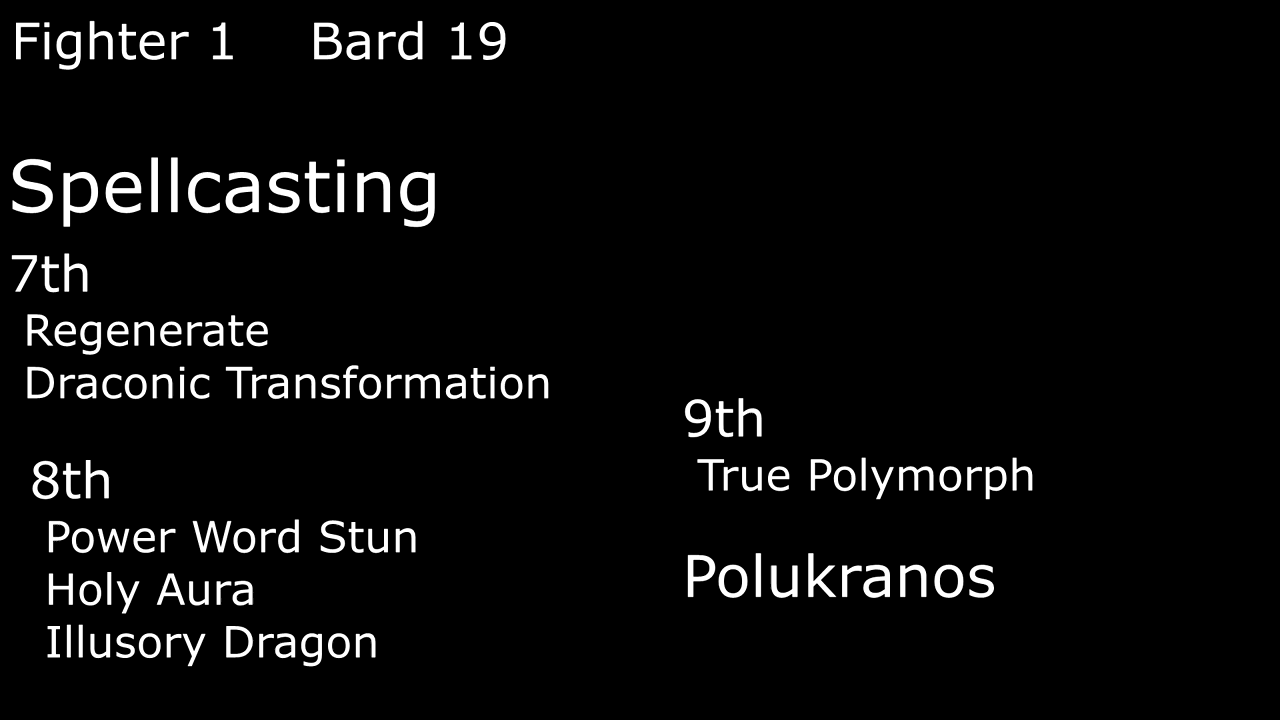 Fighter 1    Bard 19
Spellcasting
7th
Regenerate
Draconic Transformation
8th
Power Word Stun
Holy Aura
Illusory Dragon
9th
True Polymorph
Polukranos